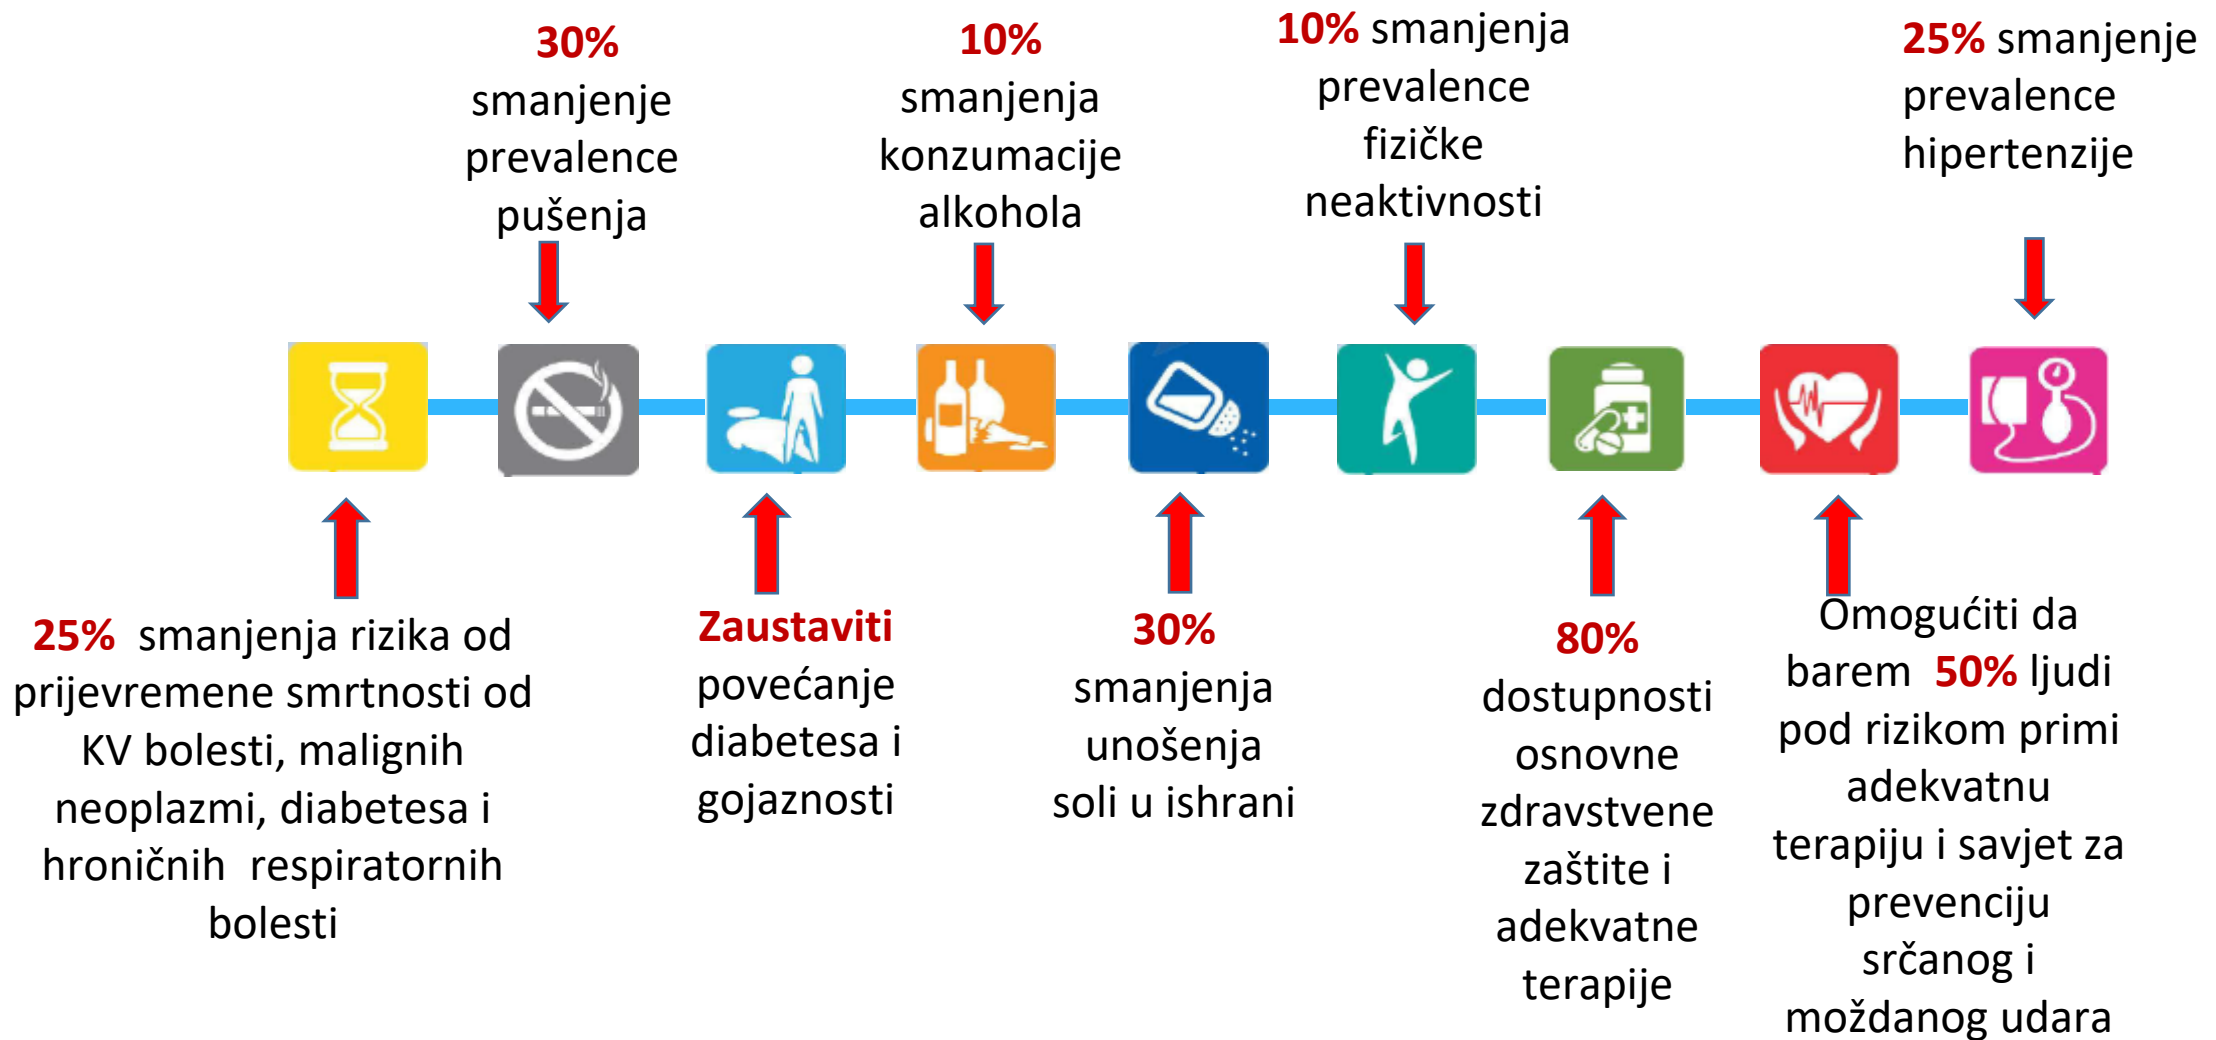 30%
smanjenje
prevalence
pušenja
10%
smanjenja
konzumacije
alkohola
10% smanjenja
prevalence
fizičke
neaktivnosti
25% smanjenje
prevalence
hipertenzije
25% smanjenja rizika od
prijevremene smrtnosti od
KV bolesti, malignih
neoplazmi, diabetesa i
hroničnih respiratornih
bolesti
Zaustaviti
povećanje
diabetesa i
gojaznosti
30%
smanjenja
unošenja
soli u ishrani
80%
dostupnosti
osnovne
zdravstvene
zaštite i
adekvatne
terapije
Omogućiti da
barem 50% ljudi
pod rizikom primi
adekvatnu
terapiju i savjet za
prevenciju
srčanog i
moždanog udara